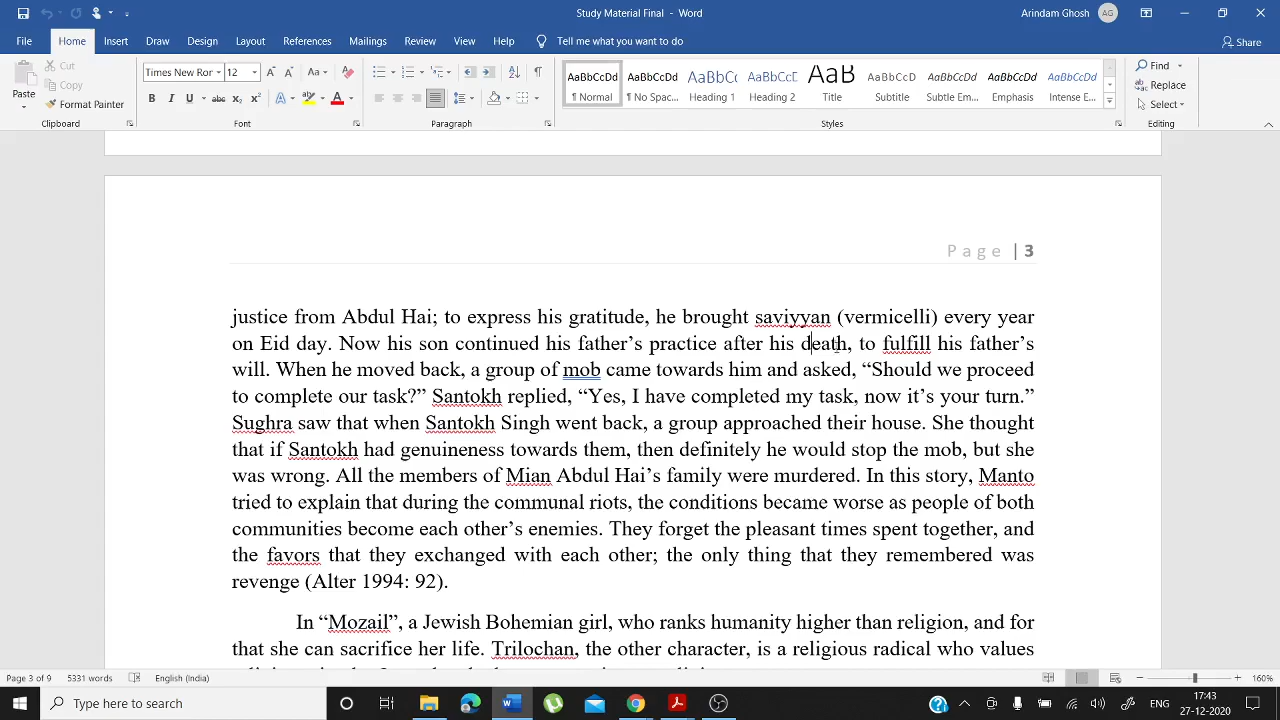 Study Material Final - Word
Arindam Ghosh AG
File Home Insert Draw Design Layout References Mailings Review View Help Tell me what you want to do Share
Paste Cut Copy Format Painter Clipboard
Times New Ror 12 Aa Font
Paragraph
AaBbCcDd AaBbCcDd AaBbCc AaBbCcE AaB AaBbCcD AaBbCcDd AaBbCcDd AaBbCcDd
¶ Normal ¶ No Spac... Heading 1 Heading 2 Title Subtitle Subtle Em... Emphasis Intense E...
Styles
Find
Replace
Select
Editing
Page | 3
justice from Abdul Hai; to express his gratitude, he brought saviyyan (vermicelli) every year
on Eid day. Now his son continued his father’s practice after his death, to fulfill his father’s
will. When he moved back, a group of mob came towards him and asked, “Should we proceed
to complete our task?” Santokh replied, “Yes, I have completed my task, now it’s your turn.”
Sughra saw that when Santokh Singh went back, a group approached their house. She thought
that if Santokh had genuineness towards them, then definitely he would stop the mob, but she
was wrong. All the members of Mian Abdul Hai’s family were murdered. In this story, Manto
tried to explain that during the communal riots, the conditions became worse as people of both
communities become each other’s enemies. They forget the pleasant times spent together, and
the favors that they exchanged with each other; the only thing that they remembered was
revenge (Alter 1994: 92).
In “Mozail”, a Jewish Bohemian girl, who ranks humanity higher than religion, and for
that she can sacrifice her life. Trilochan, the other character, is a religious radical who values
Page 3 of 9 5331 words English (India) 160%
Type here to search
ENG 17:43
27-12-2020